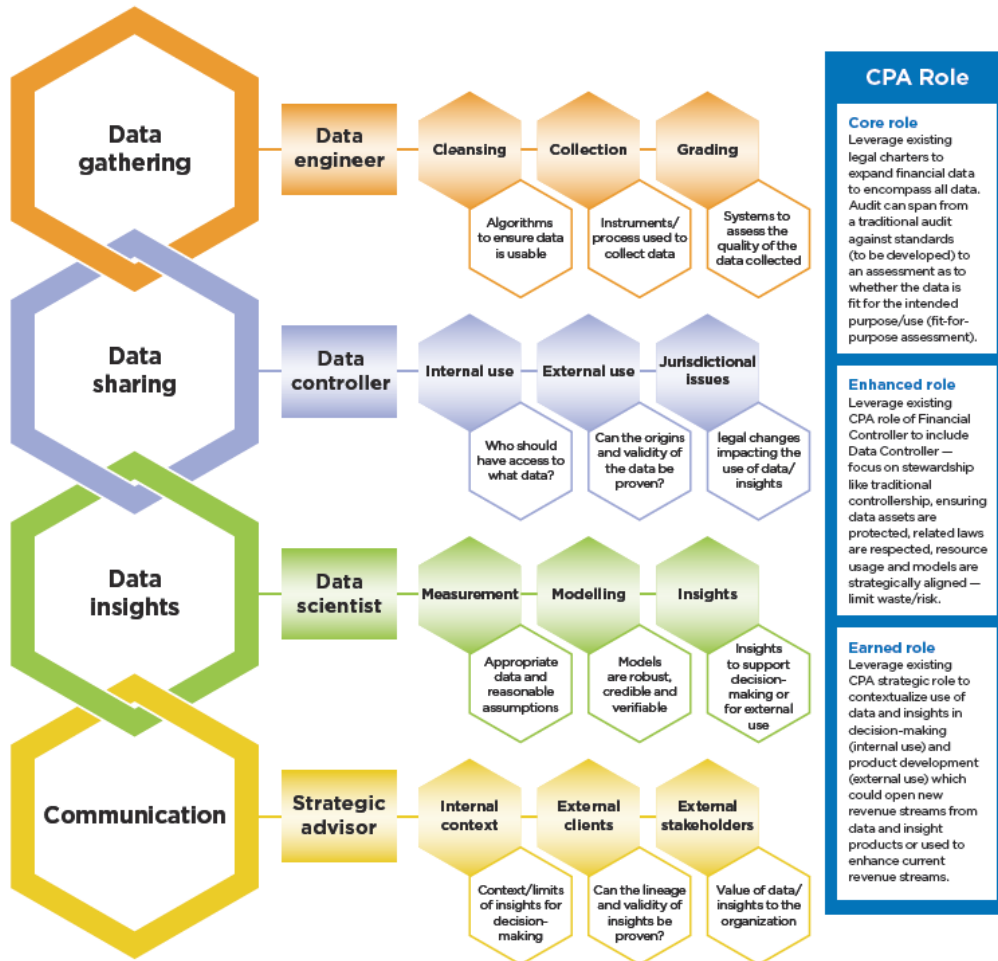 Data
gathering
Data
engineer
Cleansing
Collection
Grading
Algorithms
to ensure data
is usable
Instruments/
process used to
collect data
Systems to
assess the
quality of the
data collected
Data
sharing
Data
controller
Internal use
External use
Jurisdictional
issues
Who should
have access to
what data?
Can the origins
and validity of
the data be
proven?
legal changes
impacting the
use of data/
insights
Data
insights
Data
scientist
Measurement
Modelling
Insights
Appropriate
data and
reasonable
assumptions
Models
are robust,
credible and
verifiable
Insights
to support
decision-
making or
for external
use
Communication
Strategic
advisor
Internal
context
External
clients
External
stakeholders
Context/limits
of insights for
decision-
making
Can the lineage
and validity of
insights be
proven?
Value of data/
insights to the
organization
CPA Role
Core role
Leverage existing
legal charters to
expand financial data
to encompass all data.
Audit can span from
a traditional audit
against standards
(to be developed) to
an assessment as to
whether the data is
fit for the intended
purpose/use (fit-for-
purpose assessment).
Enhanced role
Leverage existing
CPA role of Financial
Controller to include
Data Controller —
focus on stewardship
like traditional
controllership, ensuring
data assets are
protected, related laws
are respected, resource
usage and models are
strategically aligned —
limit waste/risk.
Earned role
Leverage existing
CPA strategic role to
contextualize use of
data and insights in
decision-making
(internal use) and
product development
(external use) which
could open new
revenue streams from
data and insight
products or used to
enhance current
revenue streams.